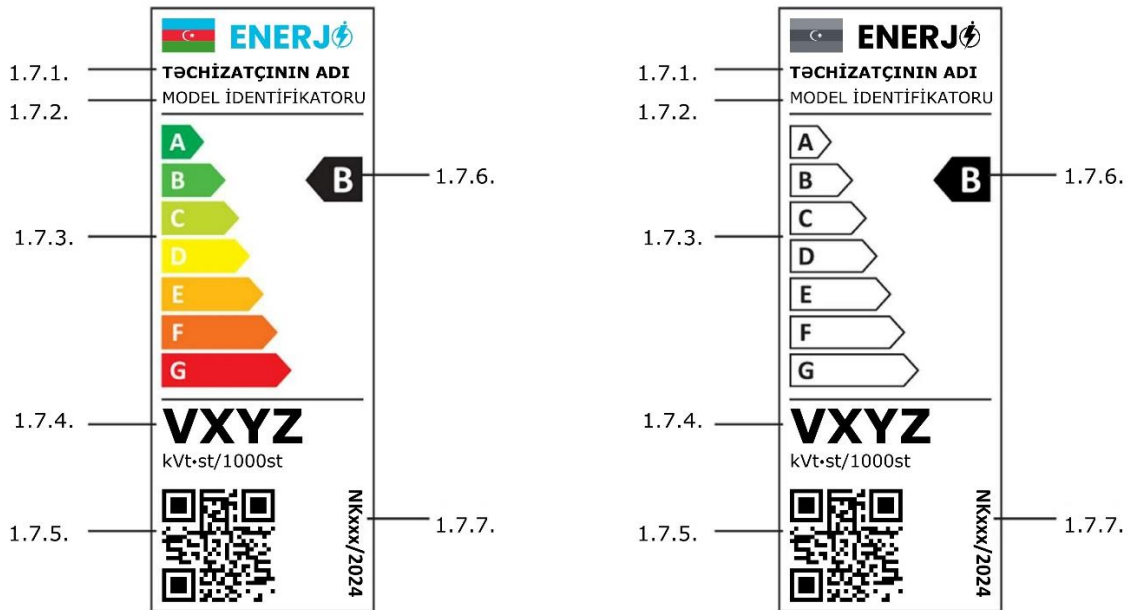 ENERJ
1.7.1.
TƏCHİZATÇININ ADI
1.7.2.
MODEL İDENTİFİKATORU
A
B
B
1.7.6.
C
1.7.3.
D
E
F
G
1.7.4.
VXYZ
kVt•st/1000st
1.7.5.
NKxxx/2024
1.7.7.
ENERJ
1.7.1.
TƏCHİZATÇININ ADI
1.7.2.
MODEL İDENTİFİKATORU
A
B
B
1.7.6.
C
1.7.3.
D
E
F
G
1.7.4.
VXYZ
kVt•st/1000st
1.7.5.
NKxxx/2024
1.7.7.